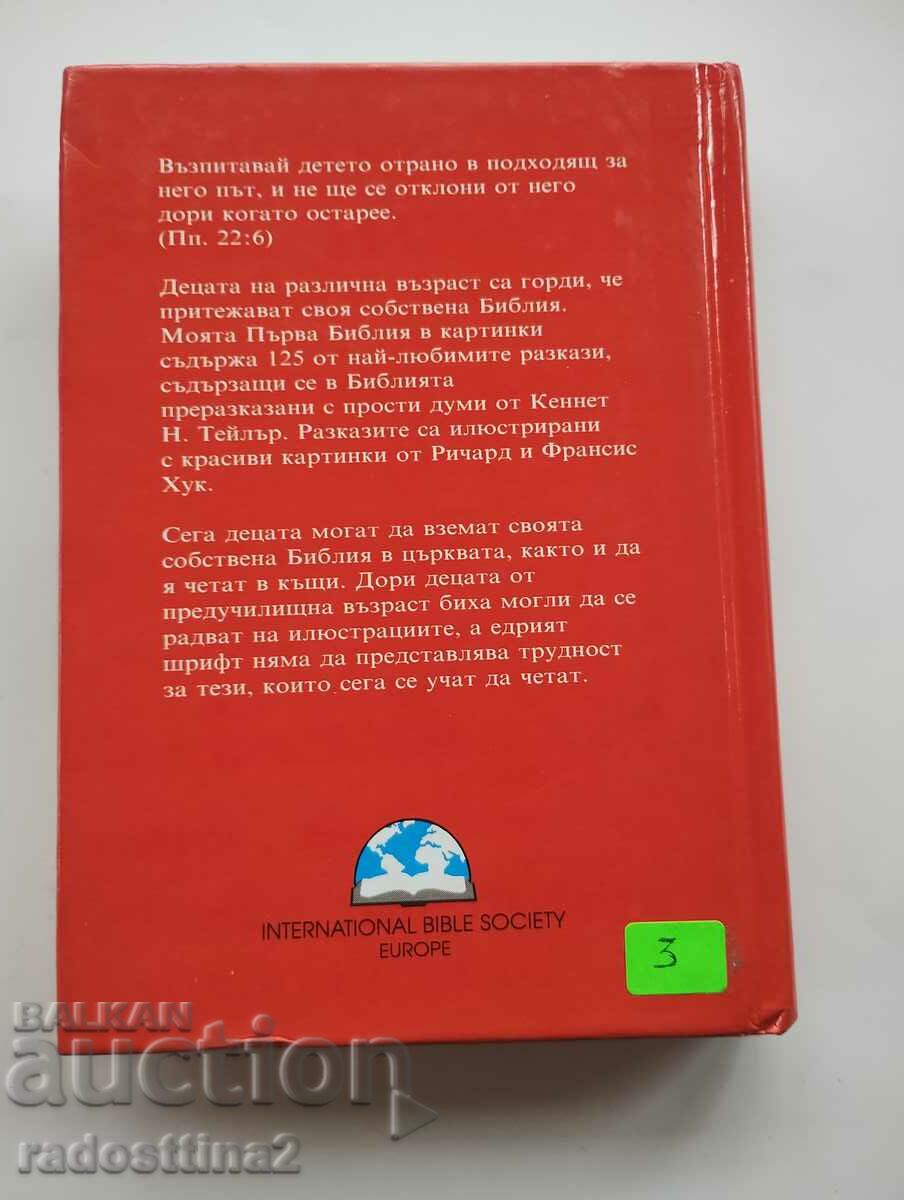 Възпитавай детето отрано в подходящ за
него път, и не ще се отклони от него
дори когато остарее.
(Пп. 22:6)
Децата на различна възраст са горди, че
притежават своя собствена Библия.
Моята Първа Библия в картинки
съдържа 125 от най-любимите разкази,
съдързащи се в Библията
преразказани с прости думи от Кеннет
Н. Тейлър. Разказите са илюстрирани
с красиви картинки от Ричард и Франсис
Хук.
Сега децата могат да вземат своята
собствена Библия в църквата, както и да
я четат в къщи. Дори децата от
предучилищна възраст биха могли да се
радват на илюстрациите, а едрият
шрифт няма да представлява трудност
за тези, които сега се учат да четат.
INTERNATIONAL BIBLE SOCIETY
EUROPE
3
BALKAN
auction
radosttina2